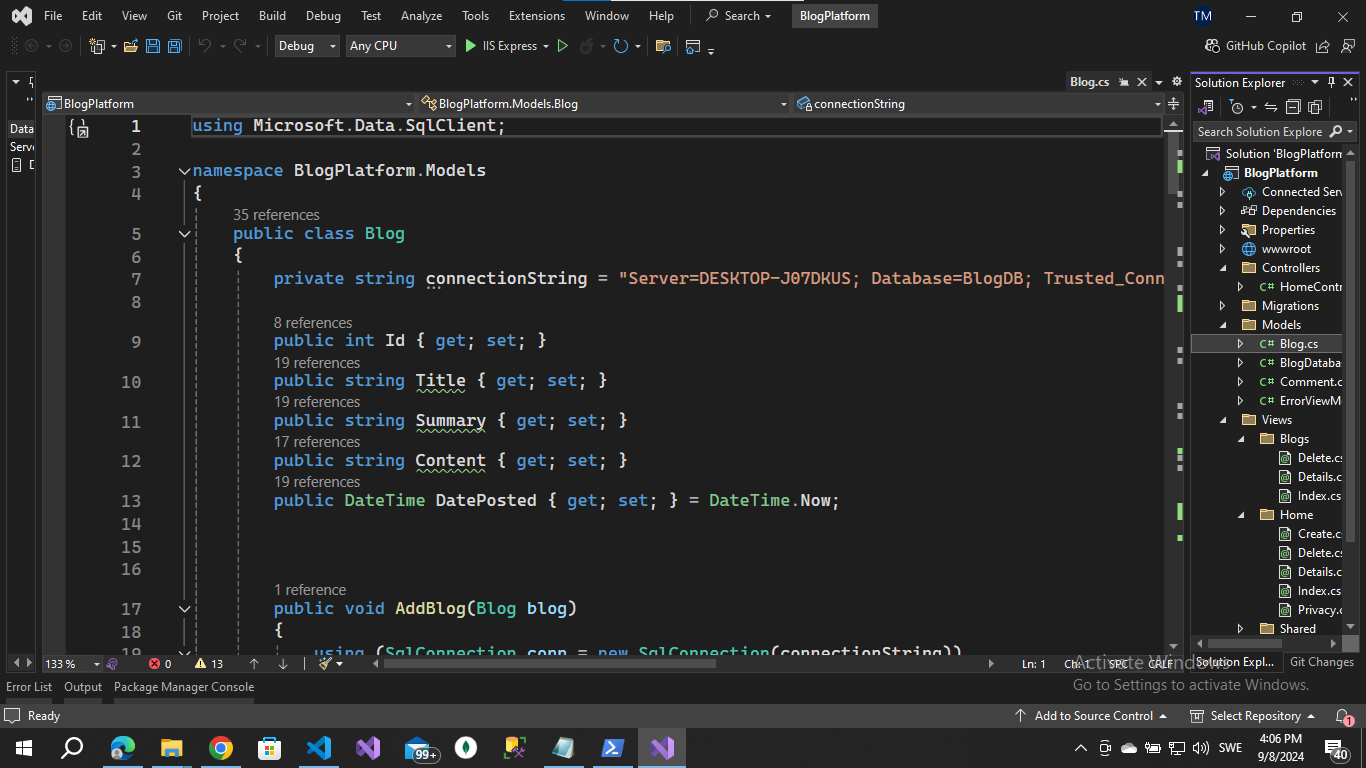 File Edit View Git Project Build Debug Test Analyze Tools Extensions Window Help Search BlogPlatform TM
Debug Any CPU IIS Express GitHub Copilot
Blog.cs
BlogPlatform BlogPlatform.Models.Blog connectionString
1 using Microsoft.Data.SqlClient;
2
3 namespace BlogPlatform.Models
4 {
35 references
5 public class Blog
6 {
7 private string connectionString = "Server=DESKTOP-J07DKUS; Database=BlogDB; Trusted_Conn
8
8 references
9 public int Id { get; set; }
19 references
10 public string Title { get; set; }
19 references
11 public string Summary { get; set; }
17 references
12 public string Content { get; set; }
19 references
13 public DateTime DatePosted { get; set; } = DateTime.Now;
14
15
16
1 reference
17 public void AddBlog(Blog blog)
18 {
19 using (SqlConnection conn = new SqlConnection(connectionString))
133 % 0 13 Ln: 1 Ch: 1 SPC CRLF
Data
Serv
Solution Explorer
Search Solution Explore
Solution 'BlogPlatform
BlogPlatform
Connected Serv
Dependencies
Properties
wwwroot
Controllers
C# HomeContr
Migrations
Models
C# Blog.cs
C# BlogDataba
C# Comment.c
C# ErrorViewM
Views
Blogs
Delete.cs
Details.c
Index.cs
Home
Create.cs
Delete.cs
Details.c
Index.cs
Privacy.c
Shared
Solution Expl... Git Changes
Activate Windows
Go to Settings to activate Windows.
Error List Output Package Manager Console
Ready Add to Source Control Select Repository 1
99+ SWE 4:06 PM
9/8/2024 40